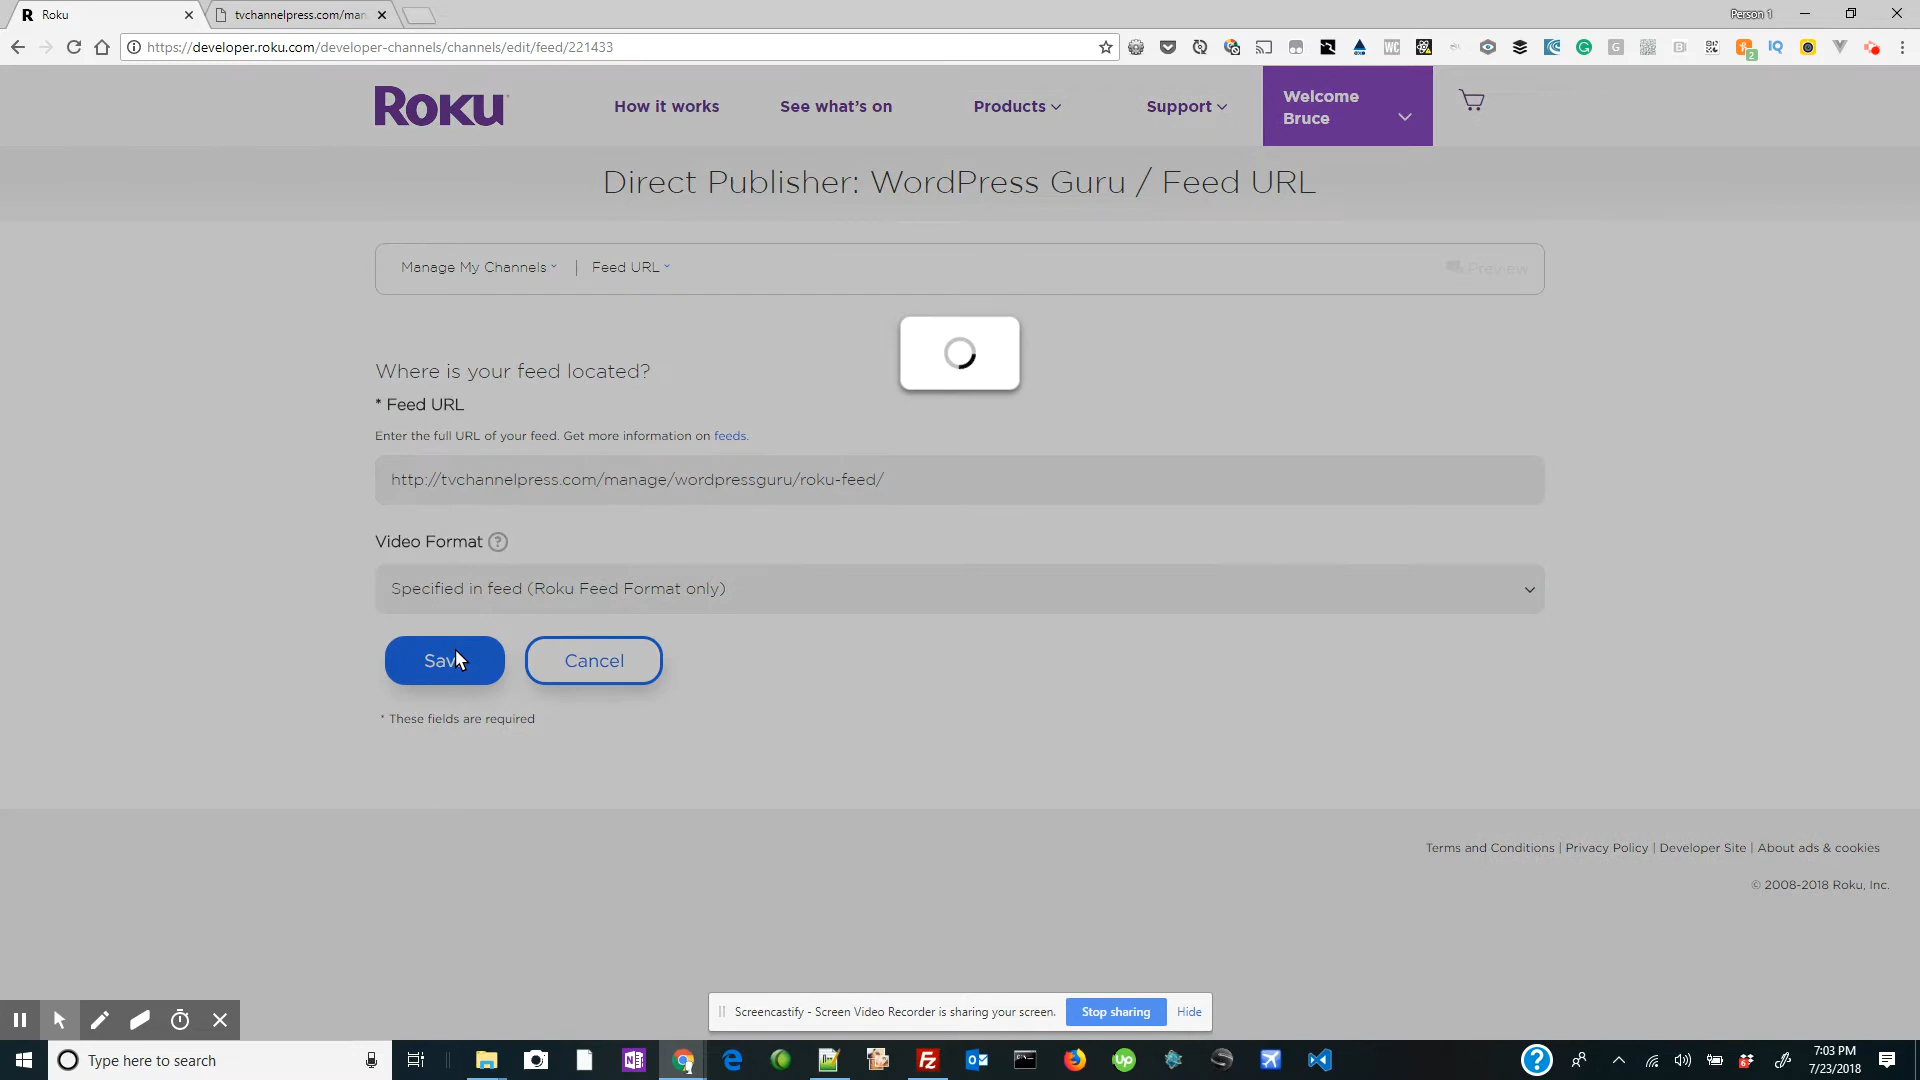 Roku
tvchannelpress.com/man
Person 1
https://developer.roku.com/developer-channels/channels/edit/feed/221433
Roku
How it works
See what's on
Products
Support
Welcome
Bruce
Direct Publisher: WordPress Guru / Feed URL
Manage My Channels
|
Feed URL
Preview
Where is your feed located?
* Feed URL
Enter the full URL of your feed. Get more information on feeds.
http://tvchannelpress.com/manage/wordpressguru/roku-feed/
Video Format ?
Specified in feed (Roku Feed Format only)
Cancel
* These fields are required
Terms and Conditions | Privacy Policy | Developer Site | About ads & cookies
© 2008-2018 Roku, Inc.
Screencastify - Screen Video Recorder is sharing your screen.
Stop sharing
Hide
Type here to search
7:03 PM
7/23/2018